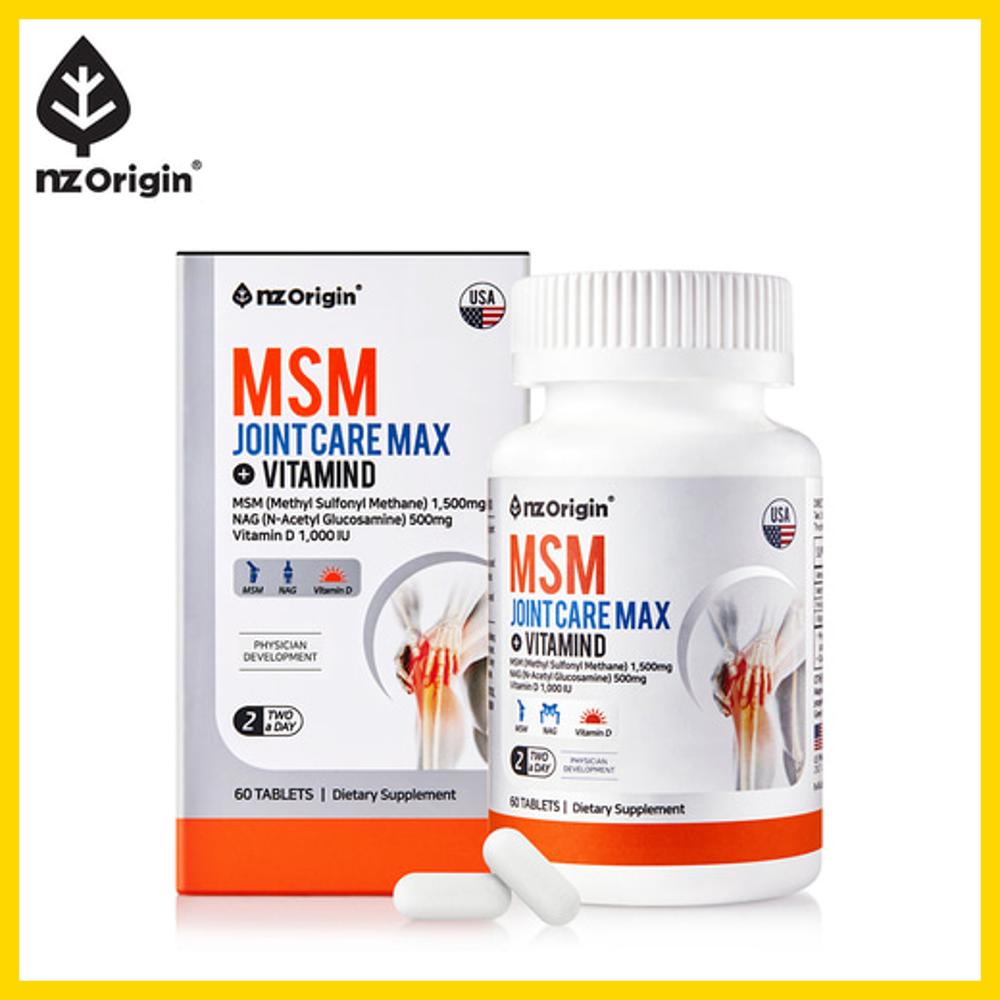 nzOrigin®
nzOrigin®
USA
MSM
JOINT CARE MAX
+ VITAMIN D
MSM (Methyl Sulfonyl Methane) 1,500mg
NAG (N-Acetyl Glucosamine) 500mg
Vitamin D 1,000 IU
MSM NAG Vitamin D
PHYSICIAN
DEVELOPMENT
2 TWO
a DAY
60 TABLETS | Dietary Supplement
nzOrigin®
USA
MSM
JOINT CARE MAX
+ VITAMIN D
MSM (Methyl Sulfonyl Methane) 1,500mg
NAG (N-Acetyl Glucosamine) 500mg
Vitamin D 1,000 IU
MSM NAG Vitamin D
2 TWO
a DAY
PHYSICIAN
DEVELOPMENT
60 TABLETS | Dietary Supplement